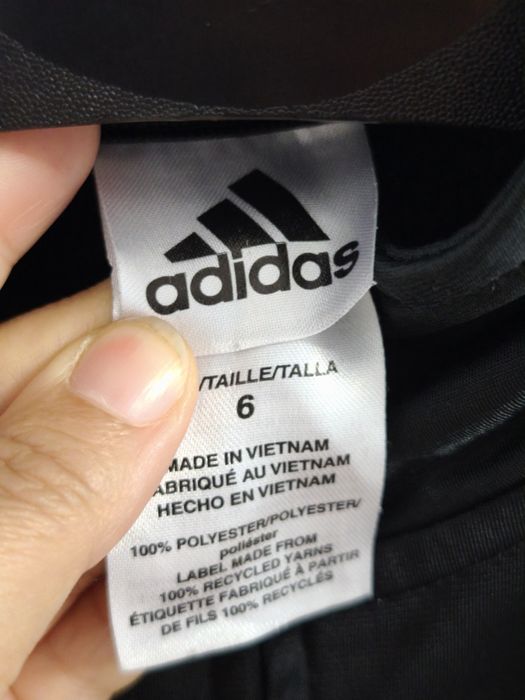 adidas
/TAILLE/TALLA
6
MADE IN VIETNAM
ABRIQUÉ AU VIETNAM
HECHO EN VIETNAM
100% POLYESTER/POLYESTER/
poliéster
LABEL MADE FROM
100% RECYCLED YARNS
ÉTIQUETTE FABRIQUÉ À PARTIR
DE FILS 100% RECYCLÉS